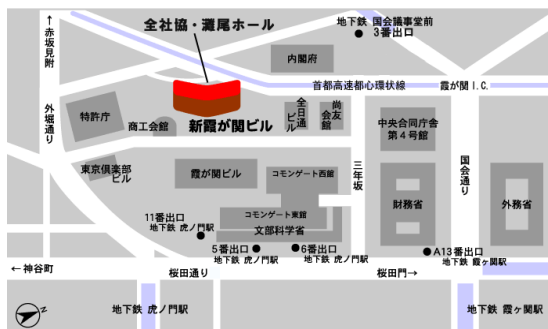 全社協・灘尾ホール
地下鉄 国会議事堂前
3番出口
←赤坂見附
内閣府
首都高速都心環状線
霞が関 I.C.
外堀通り
特許庁
商工会館
新霞が関ビル
全日通
ビル
尚友
会館
中央合同庁舎
第4号館
三年坂
国会通り
東京倶楽部
ビル
霞が関ビル
コモンゲート西館
コモンゲート東館
文部科学省
財務省
外務省
11番出口
地下鉄 虎ノ門駅
5番出口
地下鉄 虎ノ門駅
6番出口
地下鉄 虎ノ門駅
A13番出口
地下鉄 霞ヶ関駅
←神谷町
桜田通り
桜田門→
地下鉄 虎ノ門駅
地下鉄 霞ヶ関駅
N